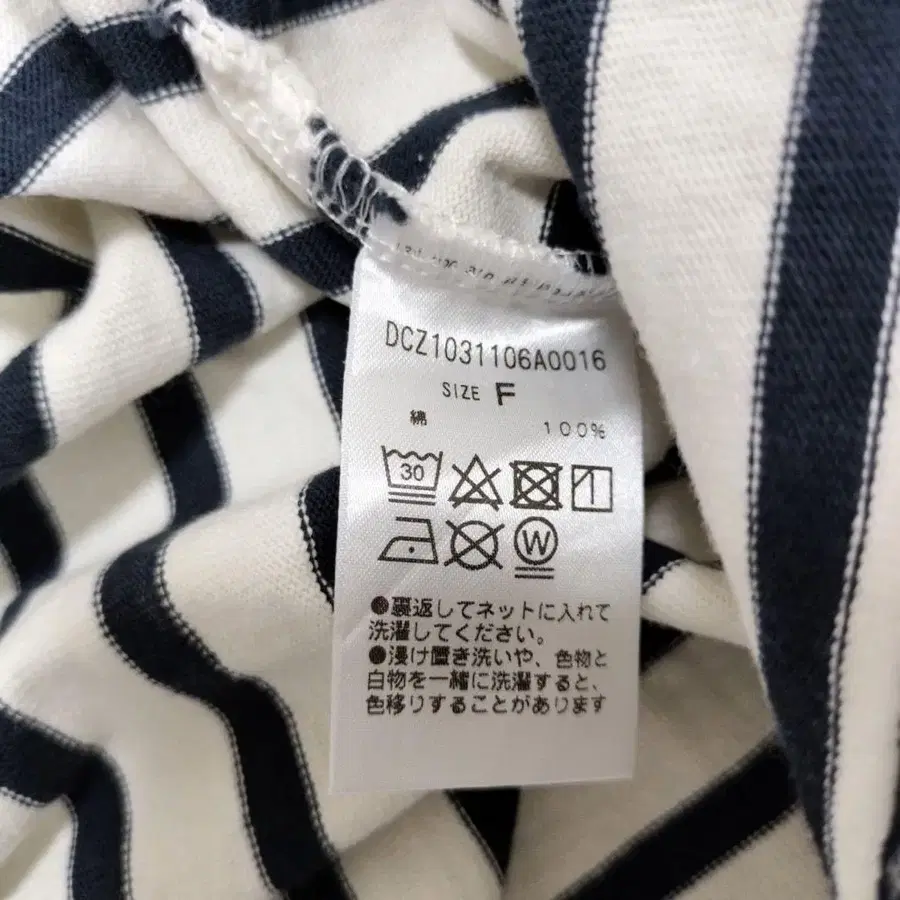 DCZ1031106A0016
SIZE F
綿 100%
30
W
●裏返してネットに入れて
洗濯してください。
●浸け置き洗いや、色物と
白物を一緒に洗濯すると、
色移りすることがあります